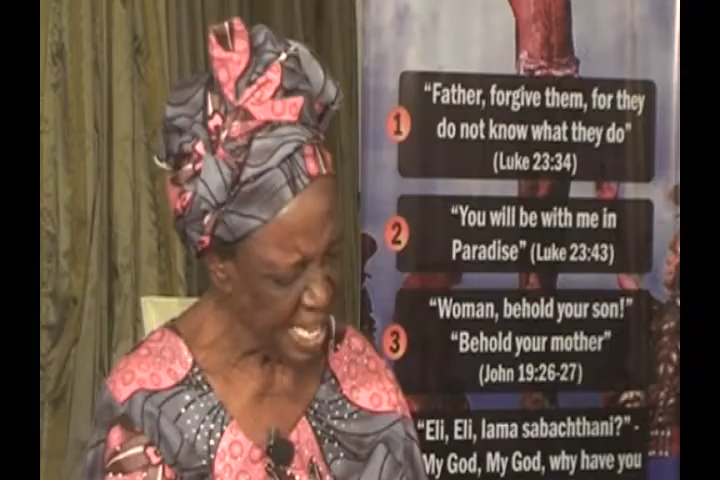 1
“Father, forgive them, for they
do not know what they do”
(Luke 23:34)
2
“You will be with me in
Paradise” (Luke 23:43)
3
“Woman, behold your son!”
“Behold your mother”
(John 19:26-27)
“Eli, Eli, lama sabachthani?” -
My God, My God, why have you